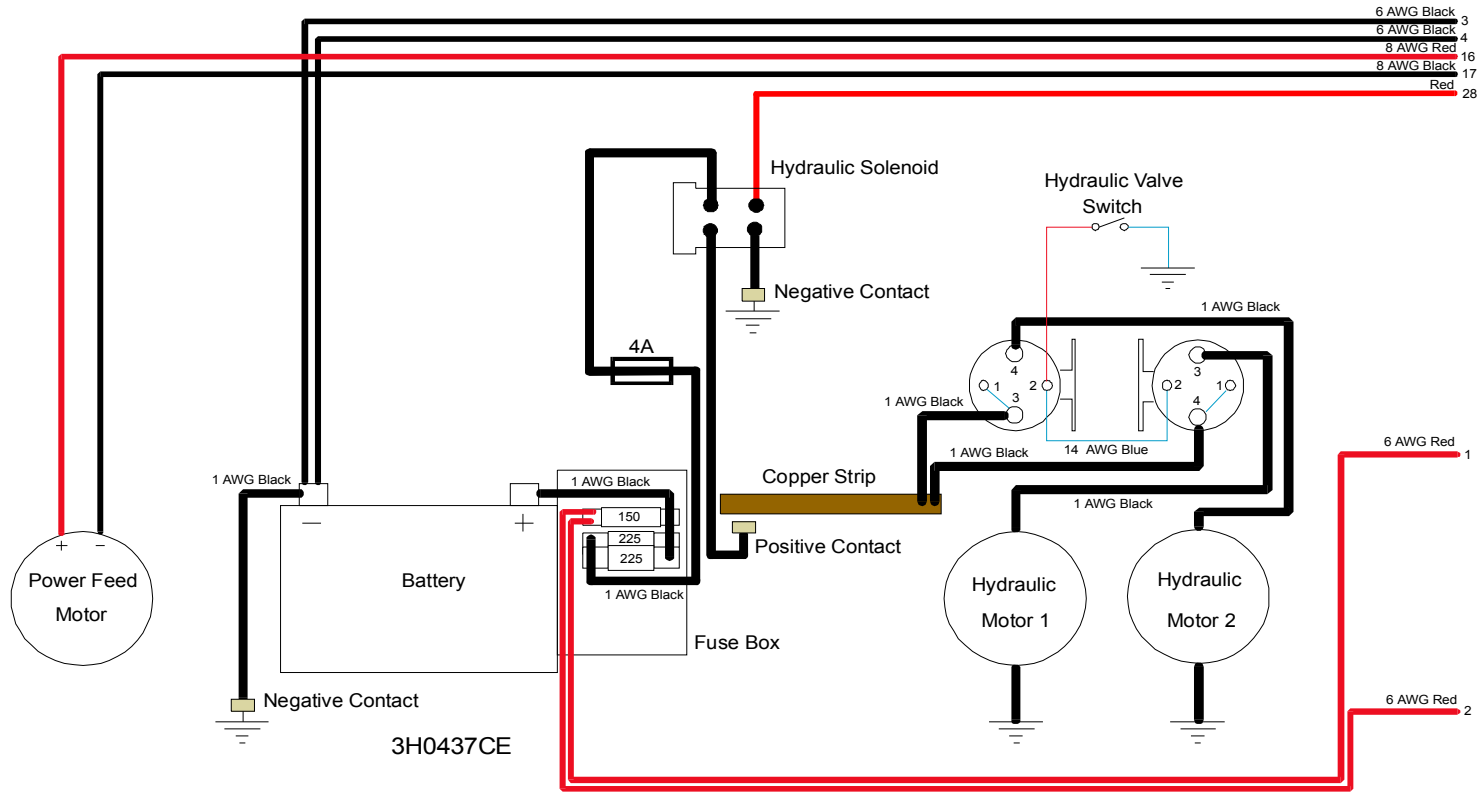 6 AWG Black 3
6 AWG Black 4
8 AWG Red 16
8 AWG Black 17
Red 28
Hydraulic Solenoid
Hydraulic Valve
Switch
Negative Contact
1 AWG Black
4A
4
1
2
3
3
2
1
4
1 AWG Black
14 AWG Blue
1 AWG Black
6 AWG Red 1
1 AWG Black
1 AWG Black
Copper Strip
1 AWG Black
150
225
225
− +
Positive Contact
+ −
Power Feed
Motor
Battery
1 AWG Black
Hydraulic
Motor 1
Hydraulic
Motor 2
Fuse Box
Negative Contact
6 AWG Red 2
3H0437CE